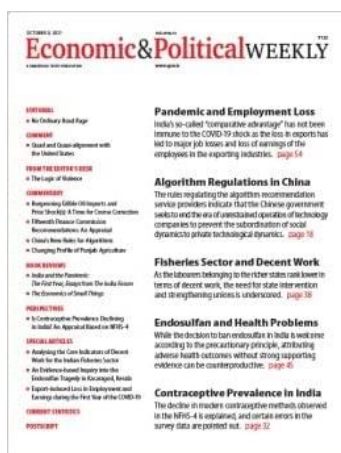 OCTOBER 9, 2021
Economic&PoliticalWEEKLY
A SAMEEKSHA TRUST PUBLICATION
www.epw.in
EDITORIAL
No Ordinary Road Rage
COMMENT
Quad and Quasi-alignment with
the United States
FROM THE EDITOR'S DESK
The Logic of Violence
COMMENTARY
Burgeoning Edible Oil Imports and
Price Shock(s): A Time for Course Correction
Fifteenth Finance Commission
Recommendations: An Appraisal
China's New Rules for Algorithms
Changing Profile of Punjab Agriculture
BOOK REVIEWS
India and the Pandemic:
The First Year, Essays from The India Forum
The Economics of Small Things
PERSPECTIVES
Is Contraceptive Prevalence Declining
in India? An Appraisal Based on NFHS-4
SPECIAL ARTICLES
Analysing the Core Indicators of Decent
Work for the Indian Fisheries Sector
An Evidence-based Inquiry into the
Endosulfan Tragedy in Kasaragod, Kerala
Export-induced Loss in Employment and
Earnings during the First Year of the COVID-19
CURRENT STATISTICS
POSTSCRIPT
Pandemic and Employment Loss
India's so-called "comparative advantage" has not been
immune to the COVID-19 shock as the loss in exports has
led to major job losses and loss of earnings of the
employees in the exporting industries. page 54
Algorithm Regulations in China
The rules regulating the algorithm recommendation
service providers indicate that the Chinese government
seeks to end the era of unrestrained operation of technology
companies to prevent the subordination of social
dynamics to private technological dynamics. page 18
Fisheries Sector and Decent Work
As the labourers belonging to the richer states rank lower in
terms of decent work, the need for state intervention
and strengthening unions is underscored. page 38
Endosulfan and Health Problems
While the decision to ban endosulfan in India is welcome
according to the precautionary principle, attributing
adverse health outcomes without strong supporting
evidence can be counterproductive. page 45
Contraceptive Prevalence in India
The decline in modern contraceptive methods observed
in the NFHS-4 is explained, and certain errors in the
survey data are pointed out. page 32